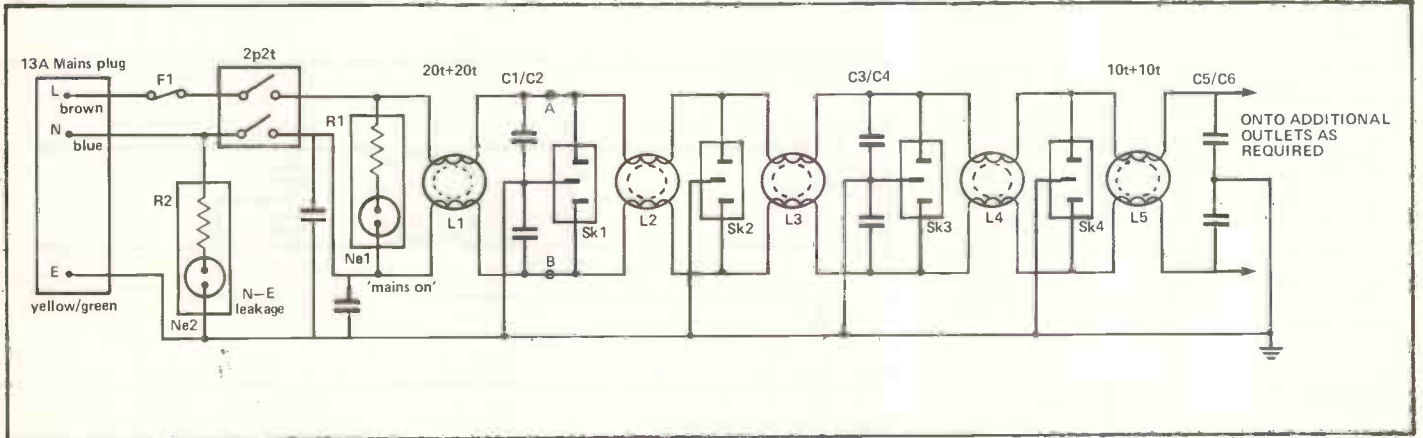 13A Mains plug
L
brown
N
blue
E
yellow/green
F1
2p2t
R2
Ne2
N–E
leakage
R1
Ne1
'mains on'
20t+20t
L1
C1/C2
A
B
Sk1
L2
Sk2
L3
C3/C4
Sk3
L4
Sk4
10t+10t
L5
C5/C6
ONTO ADDITIONAL
OUTLETS AS
REQUIRED